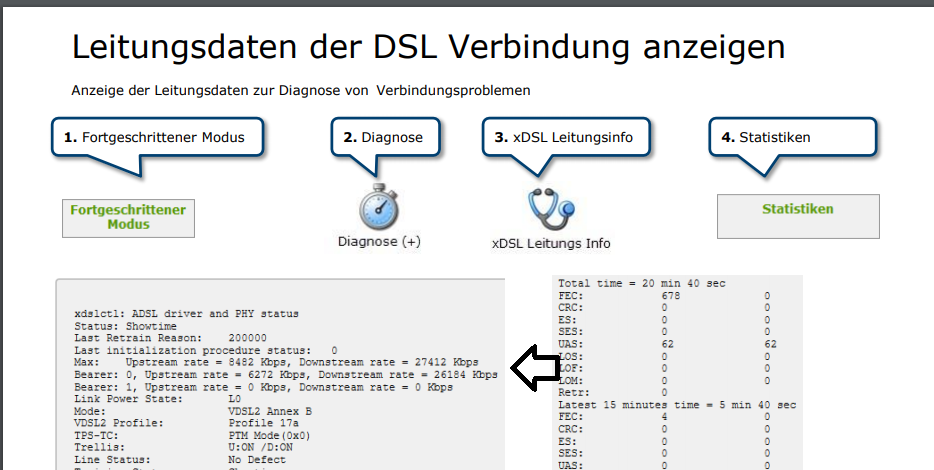 Leitungsdaten der DSL Verbindung anzeigen
Anzeige der Leitungsdaten zur Diagnose von Verbindungsproblemen
1. Fortgeschrittener Modus
2. Diagnose
3. xDSL Leitungsinfo
4. Statistiken
Fortgeschrittener
Modus
Diagnose (+)
xDSL Leitungs Info
Statistiken
xdslctl: ADSL driver and PHY status
Status: Showtime
Last Retrain Reason: 200000
Last initialization procedure status: 0
Max: Upstream rate = 8482 Kbps, Downstream rate = 27412 Kbps
Bearer: 0, Upstream rate = 6272 Kbps, Downstream rate = 26184 Kbps
Bearer: 1, Upstream rate = 0 Kbps, Downstream rate = 0 Kbps
Link Power State: L0
Mode: VDSL2 Annex B
VDSL2 Profile: Profile 17a
TPS-TC: PTM Mode(0x0)
Trellis: U:ON /D:ON
Line Status: No Defect
Total time = 20 min 40 sec
FEC: 678 0
CRC: 0 0
ES: 0 0
SES: 0 0
UAS: 62 62
LOS: 0 0
LOF: 0 0
LOM: 0 0
Retr: 0
Latest 15 minutes time = 5 min 40 sec
FEC: 4 0
CRC: 0 0
ES: 0 0
SES: 0 0
UAS: 0 0